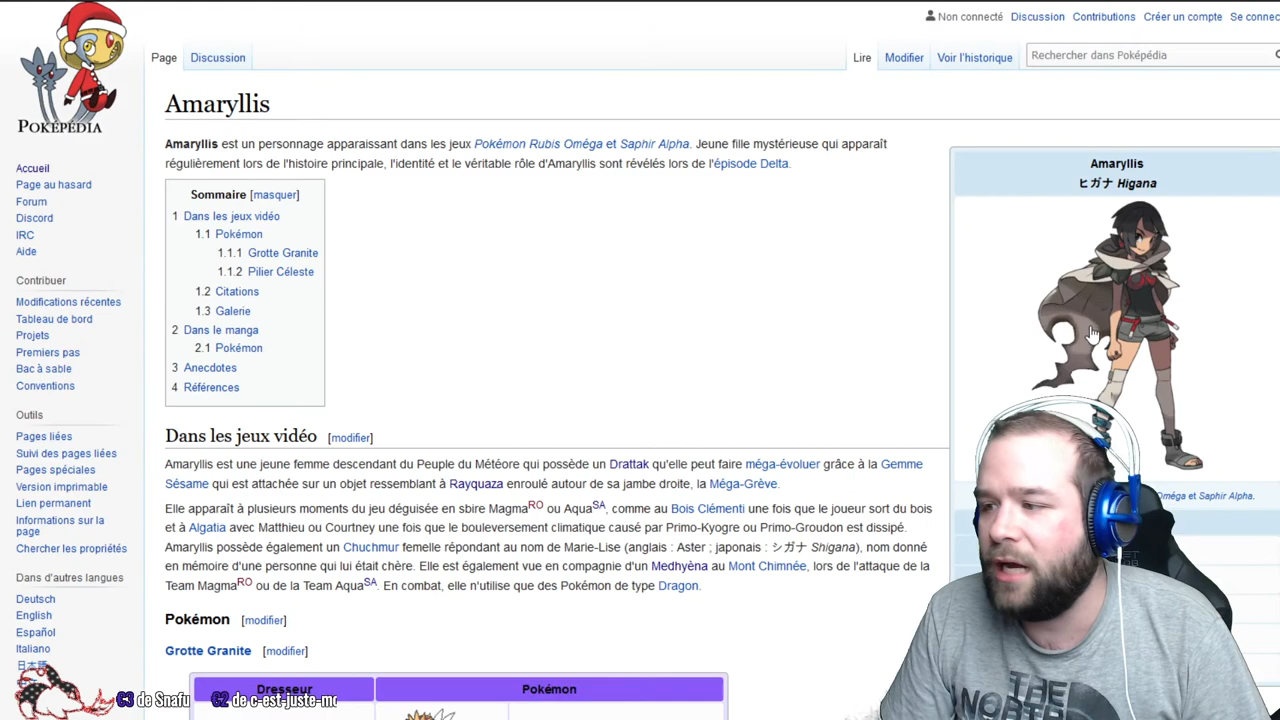 Non connecté Discussion Contributions Créer un compte Se connec
Page Discussion Lire Modifier Voir l'historique Rechercher dans Poképédia
POKÉPÉDIA
Accueil
Page au hasard
Forum
Discord
IRC
Aide
Contribuer
Modifications récentes
Tableau de bord
Projets
Premiers pas
Bac à sable
Conventions
Outils
Pages liées
Suivi des pages liées
Pages spéciales
Version imprimable
Lien permanent
Informations sur la
page
Chercher les propriétés
Dans d'autres langues
Deutsch
English
Español
Italiano
日本語
Amaryllis
Amaryllis est un personnage apparaissant dans les jeux Pokémon Rubis Oméga et Saphir Alpha. Jeune fille mystérieuse qui apparaît
régulièrement lors de l'histoire principale, l'identité et le véritable rôle d'Amaryllis sont révélés lors de l'épisode Delta.
Sommaire [masquer]
1 Dans les jeux vidéo
1.1 Pokémon
1.1.1 Grotte Granite
1.1.2 Pilier Céleste
1.2 Citations
1.3 Galerie
2 Dans le manga
2.1 Pokémon
3 Anecdotes
4 Références
Amaryllis
ヒガナ Higana
Oméga et Saphir Alpha.
Dans les jeux vidéo [modifier]
Amaryllis est une jeune femme descendant du Peuple du Météore qui possède un Drattak qu'elle peut faire méga-évoluer grâce à la Gemme
Sésame qui est attachée sur un objet ressemblant à Rayquaza enroulé autour de sa jambe droite, la Méga-Grève.
Elle apparaît à plusieurs moments du jeu déguisée en sbire Magma RO ou Aqua SA, comme au Bois Clémenti une fois que le joueur sort du bois
et à Algatia avec Matthieu ou Courtney une fois que le bouleversement climatique causé par Primo-Kyogre ou Primo-Groudon est dissipé.
Amaryllis possède également un Chuchmur femelle répondant au nom de Marie-Lise (anglais : Aster ; japonais : シガナ Shigana), nom donné
en mémoire d'une personne qui lui était chère. Elle est également vue en compagnie d'un Medhyèna au Mont Chimnée, lors de l'attaque de la
Team Magma RO ou de la Team Aqua SA. En combat, elle n'utilise que des Pokémon de type Dragon.
Pokémon [modifier]
Grotte Granite [modifier]
Dresseur Pokémon
de Snafu de c-est-juste-mo
THE